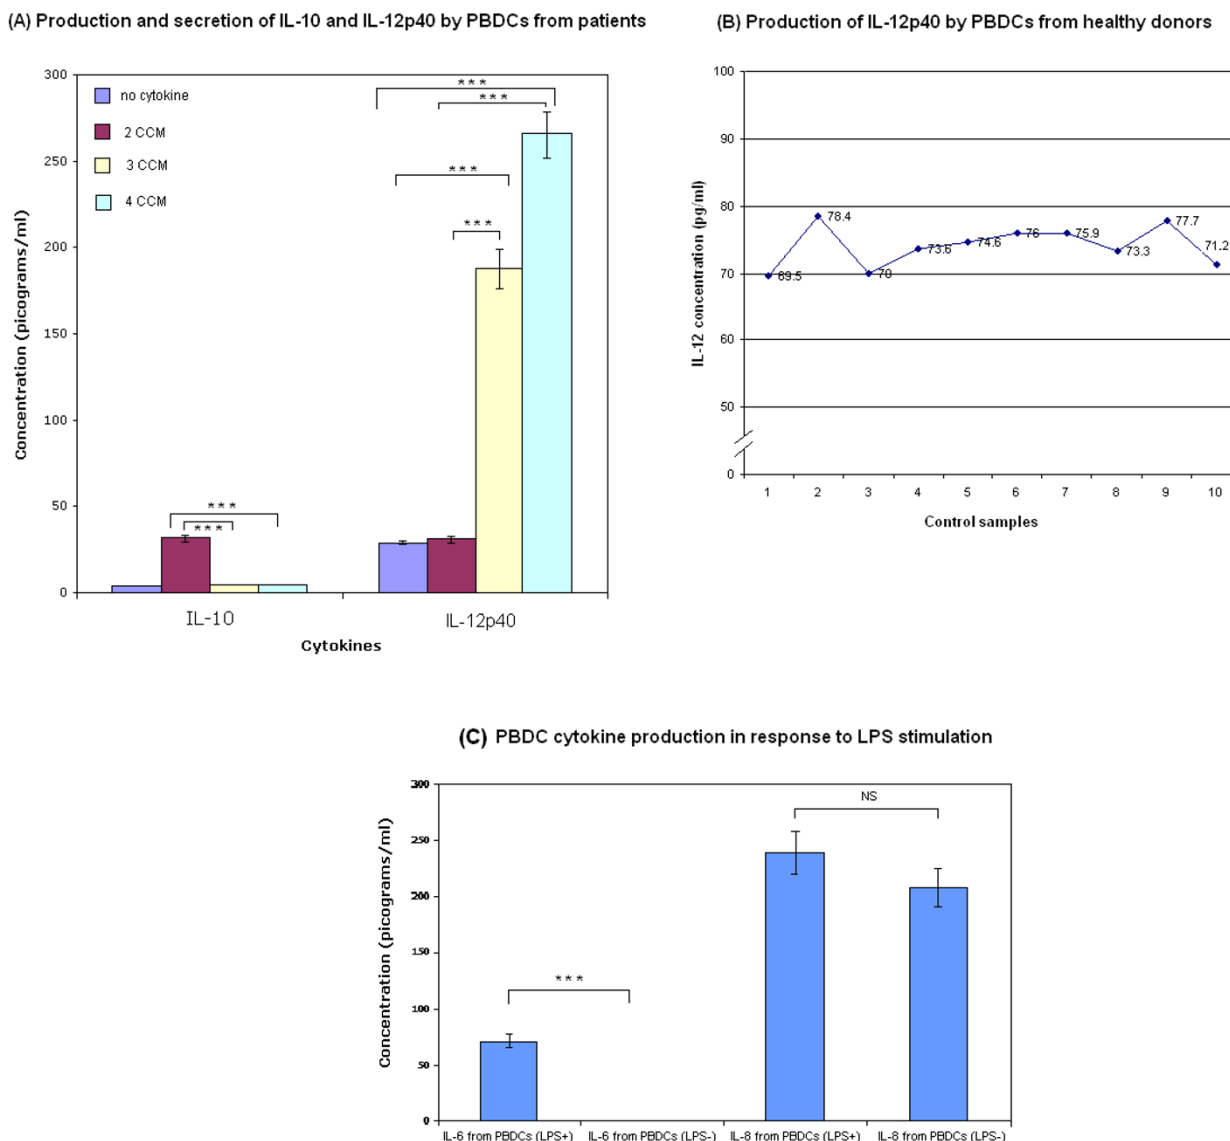 (A) Production and secretion of IL-10 and IL-12p40 by PBDCs from patients
300
250
200
150
100
50
0
Concentration (picograms/ml)
no cytokine
2 CCM
3 CCM
4 CCM
* * *
* * *
* * *
* * *
* * *
* * *
IL-10
IL-12p40
Cytokines
(B) Production of IL-12p40 by PBDCs from healthy donors
100
90
80
70
60
50
0
IL-12 concentration (pg/ml)
69.5
78.4
70
73.6
74.6
76
75.9
73.3
77.7
71.2
1 2 3 4 5 6 7 8 9 10
Control samples
(C) PBDC cytokine production in response to LPS stimulation
300
250
200
150
100
50
0
Concentration (picograms/ml)
* * *
NS
IL-6 from PBDCs (LPS+) IL-6 from PBDCs (LPS-) IL-8 from PBDCs (LPS+) IL-8 from PBDCs (LPS-)